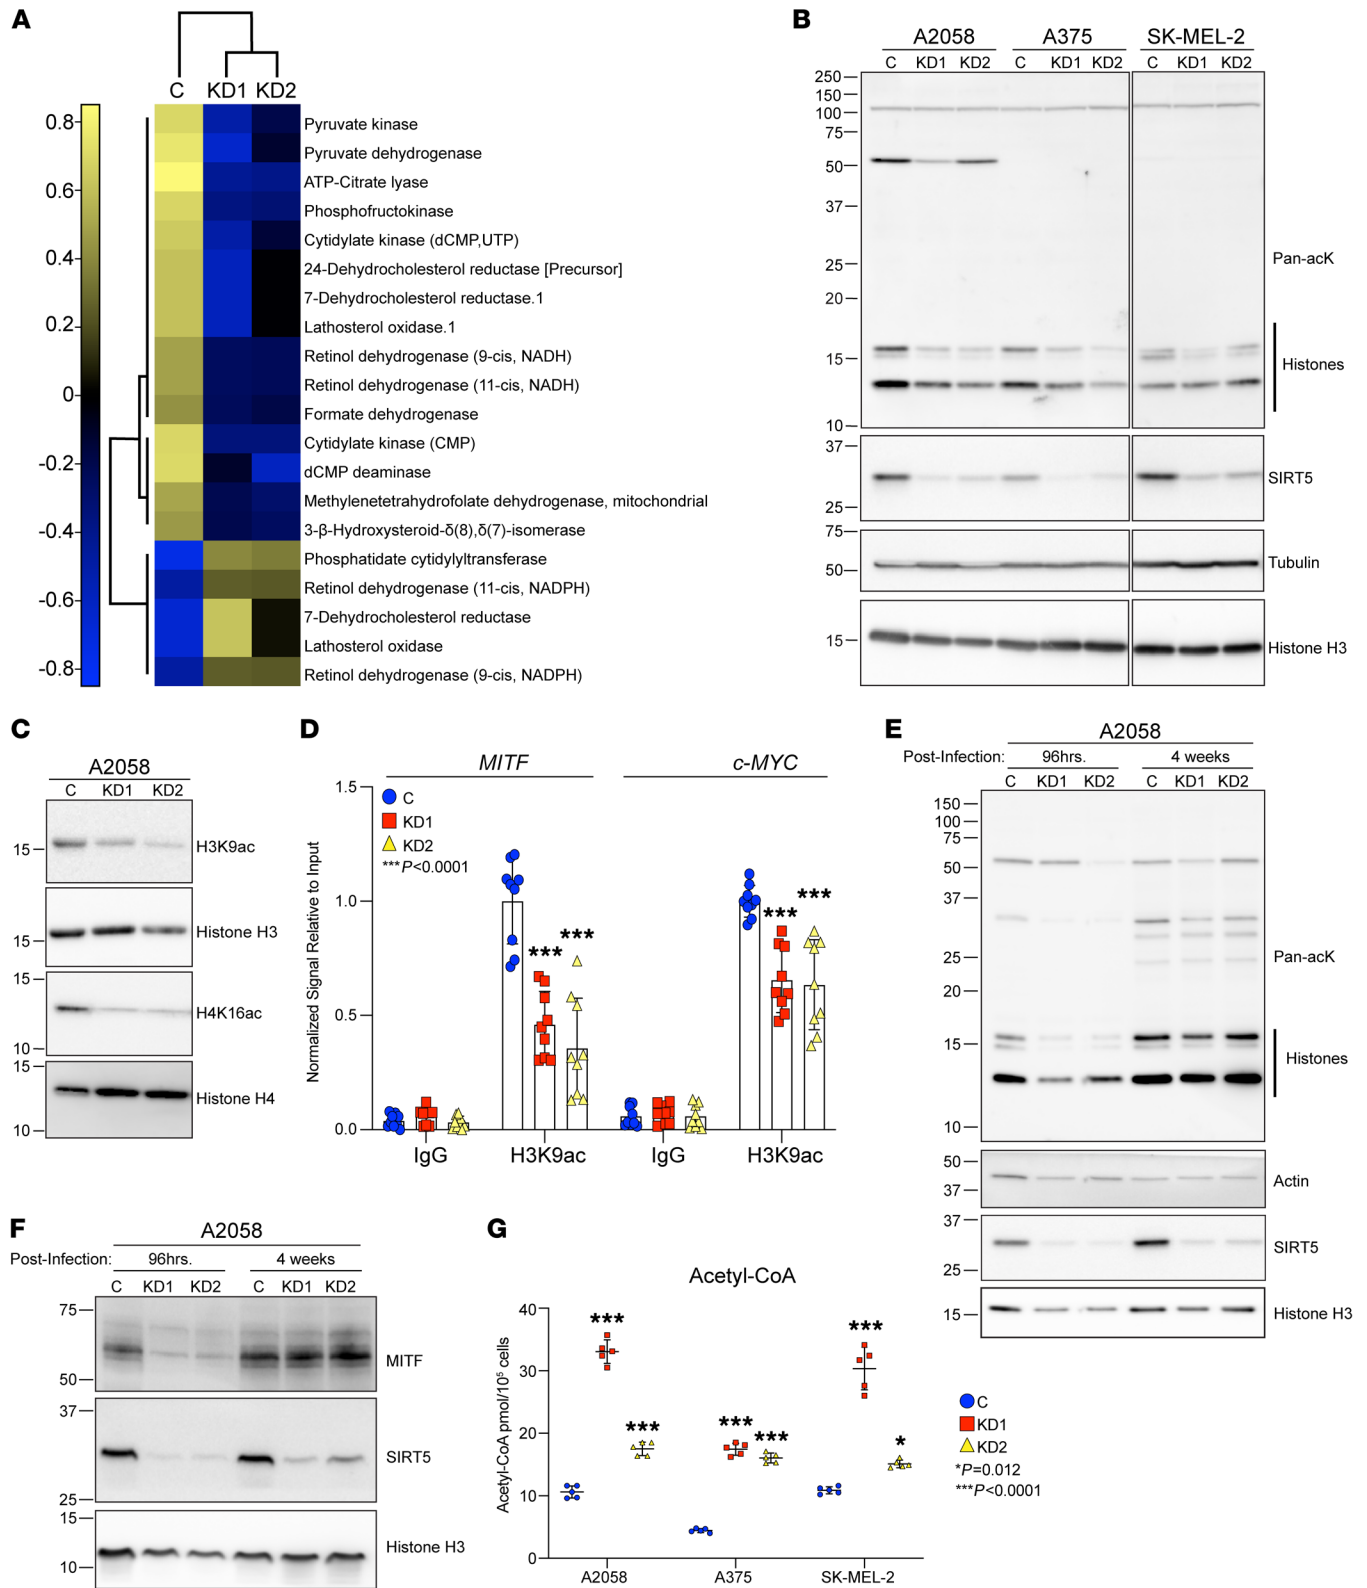 A
C KD1 KD2
0.8
0.6
0.4
0.2
0
-0.2
-0.4
-0.6
-0.8
Pyruvate kinase
Pyruvate dehydrogenase
ATP-Citrate lyase
Phosphofructokinase
Cytidylate kinase (dCMP,UTP)
24-Dehydrocholesterol reductase [Precursor]
7-Dehydrocholesterol reductase.1
Lathosterol oxidase.1
Retinol dehydrogenase (9-cis, NADH)
Retinol dehydrogenase (11-cis, NADH)
Formate dehydrogenase
Cytidylate kinase (CMP)
dCMP deaminase
Methylenetetrahydrofolate dehydrogenase, mitochondrial
3-β-Hydroxysteroid-δ(8),δ(7)-isomerase
Phosphatidate cytidylyltransferase
Retinol dehydrogenase (11-cis, NADPH)
7-Dehydrocholesterol reductase
Lathosterol oxidase
Retinol dehydrogenase (9-cis, NADPH)
B
A2058 A375 SK-MEL-2
C KD1 KD2 C KD1 KD2 C KD1 KD2
250
150
100
75
50
37
25
20
15
10
Pan-acK
Histones
37
25
SIRT5
75
50
Tubulin
15
Histone H3
C
A2058
C KD1 KD2
15
H3K9ac
15
Histone H3
15
10
H4K16ac
15
10
Histone H4
D
MITF c-MYC
Normalized Signal Relative to Input
1.5
1.0
0.5
0.0
C
KD1
KD2
***P<0.0001
*** *** *** ***
IgG H3K9ac IgG H3K9ac
E
A2058
Post-Infection: 96hrs. 4 weeks
C KD1 KD2 C KD1 KD2
150
100
75
50
37
25
20
15
10
Pan-acK
Histones
50
37
Actin
37
25
SIRT5
15
Histone H3
F
A2058
Post-Infection: 96hrs. 4 weeks
C KD1 KD2 C KD1 KD2
75
50
MITF
37
25
SIRT5
15
10
Histone H3
G
Acetyl-CoA
Acetyl-CoA pmol/10⁵ cells
40
30
20
10
0
*** *** *** *** *** *
A2058 A375 SK-MEL-2
C
KD1
KD2
*P=0.012
***P<0.0001